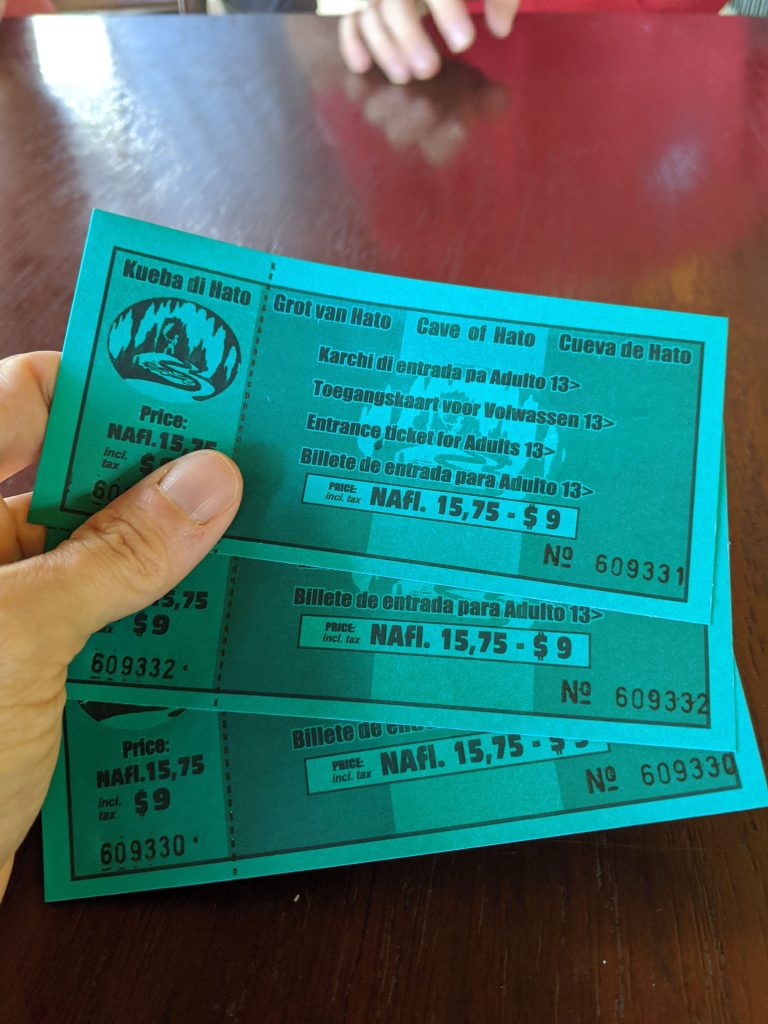 Kueba di Hato
Grot van Hato Cave of Hato Cueva de Hato
Karchi di entrada pa Adulto 13>
Toegangskaart voor Volwassen 13>
Entrance ticket for Adults 13>
Billete de entrada para Adulto 13>
PRICE: incl. tax NAfl. 15,75 - $ 9
Nº 609331
Price:
NAfl.15,75
incl. tax $
60
Billete de entrada para Adulto 13>
PRICE: incl. tax NAfl. 15,75 - $ 9
Nº 609332
15,75
$ 9
609332
Billete de
PRICE: incl. tax NAfl. 15,75 - $ 9
Nº 609330
Price:
NAfl.15,75
incl. tax $ 9
609330